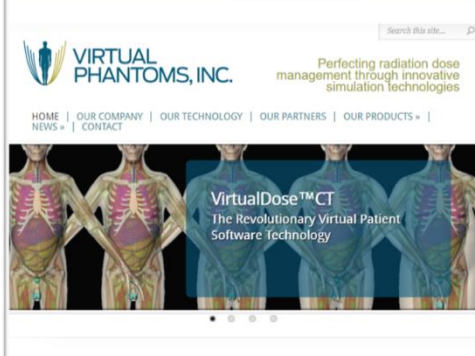 Search this site...
VIRTUAL
PHANTOMS, INC.
Perfecting radiation dose
management through innovative
simulation technologies
HOME | OUR COMPANY | OUR TECHNOLOGY | OUR PARTNERS | OUR PRODUCTS » |
NEWS » | CONTACT
VirtualDose™CT
The Revolutionary Virtual Patient
Software Technology